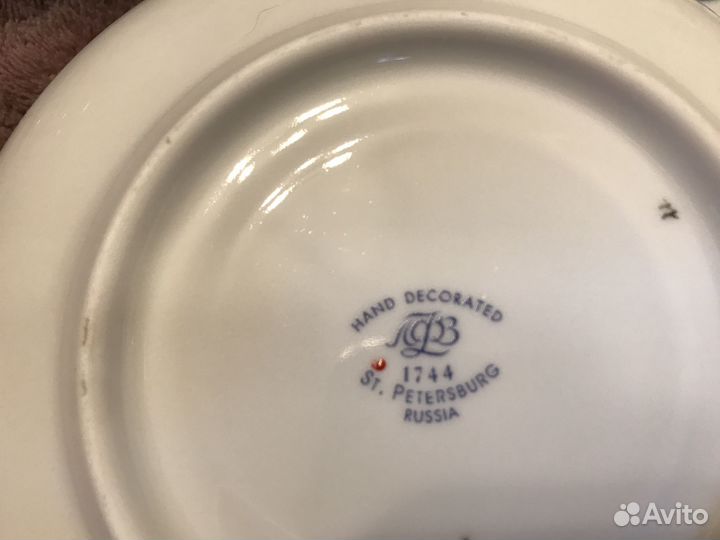 HAND DECORATED
ЛФЗ
1744
ST. PETERSBURG
RUSSIA
Avito